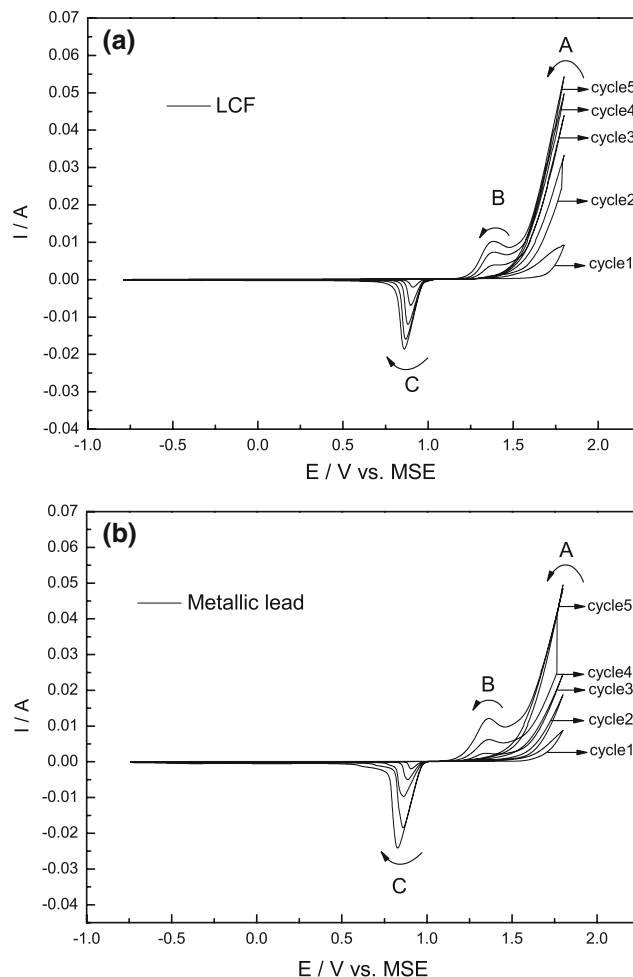 (a)
LCF
A
B
C
cycle5
cycle4
cycle3
cycle2
cycle1
0.07
0.06
0.05
0.04
0.03
0.02
0.01
0.00
-0.01
-0.02
-0.03
-0.04
I / A
-1.0 -0.5 0.0 0.5 1.0 1.5 2.0
E / V vs. MSE
(b)
Metallic lead
A
B
C
cycle5
cycle4
cycle3
cycle2
cycle1
0.07
0.06
0.05
0.04
0.03
0.02
0.01
0.00
-0.01
-0.02
-0.03
-0.04
-0.05
-0.06
I / A
-1.0 -0.5 0.0 0.5 1.0 1.5 2.0
E / V vs. MSE